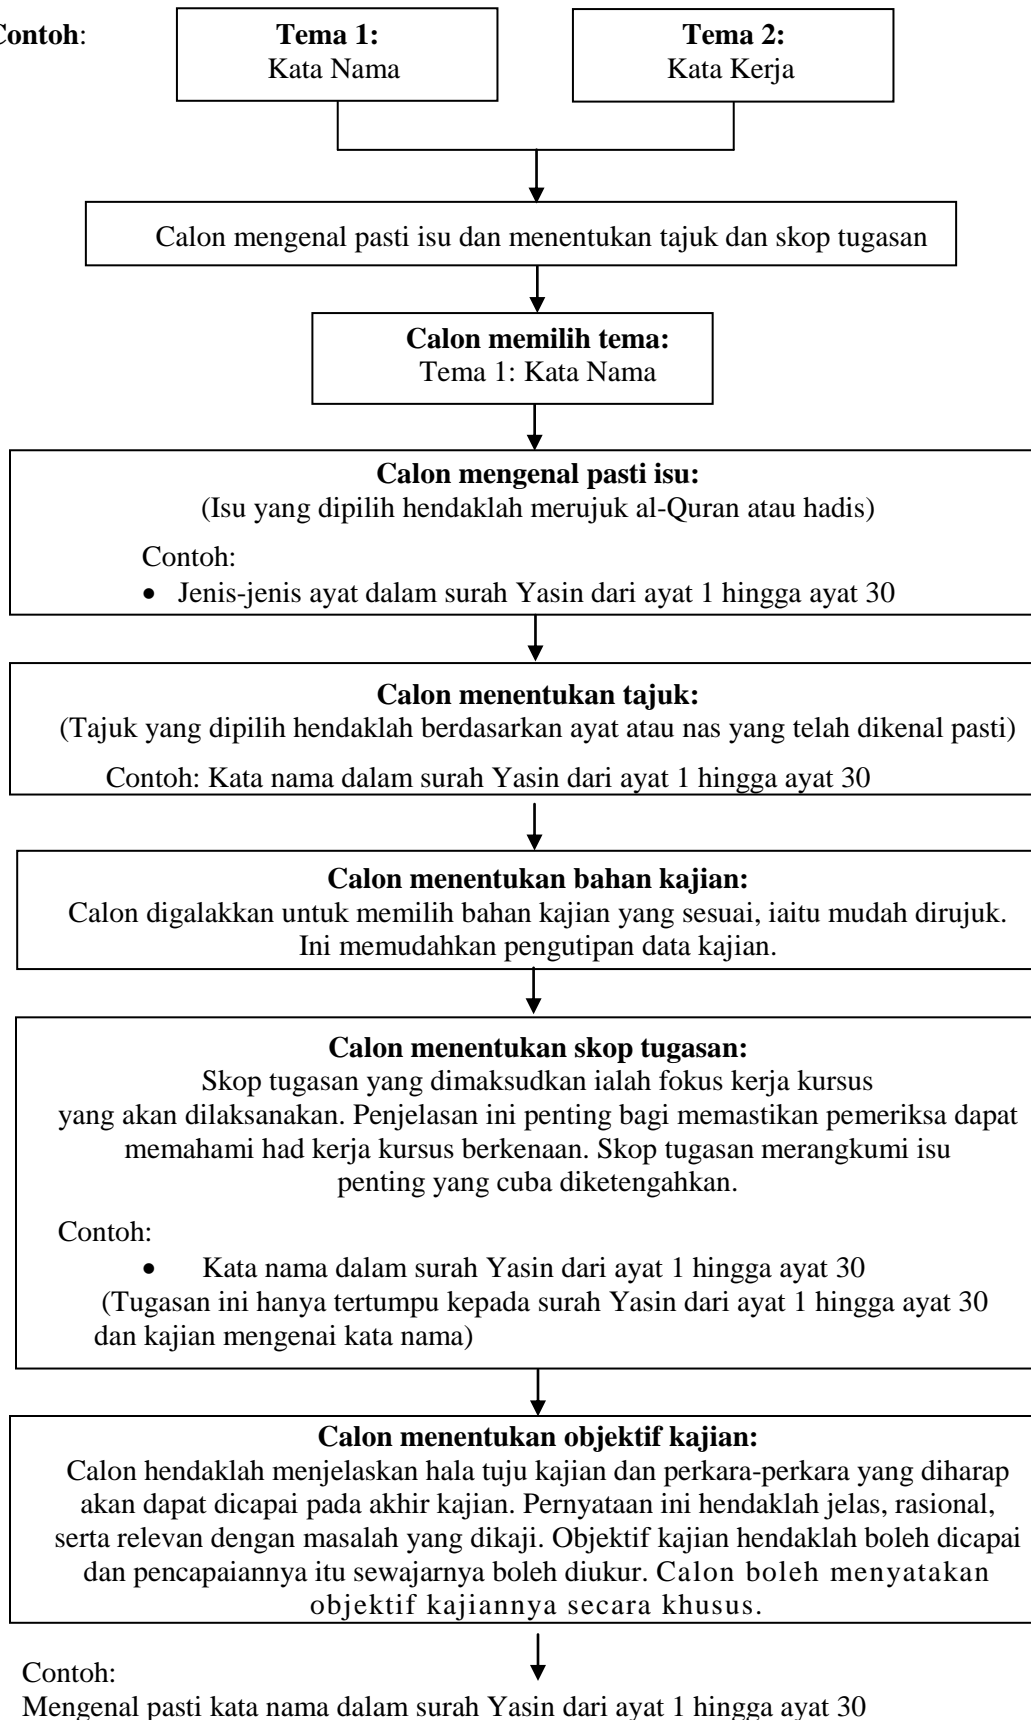 Contoh:
Tema 1:
Kata Nama
Tema 2:
Kata Kerja
Calon mengenal pasti isu dan menentukan tajuk dan skop tugasan
Calon memilih tema:
Tema 1: Kata Nama
Calon mengenal pasti isu:
(Isu yang dipilih hendaklah merujuk al-Quran atau hadis)
Contoh:
• Jenis-jenis ayat dalam surah Yasin dari ayat 1 hingga ayat 30
Calon menentukan tajuk:
(Tajuk yang dipilih hendaklah berdasarkan ayat atau nas yang telah dikenal pasti)
Contoh: Kata nama dalam surah Yasin dari ayat 1 hingga ayat 30
Calon menentukan bahan kajian:
Calon digalakkan untuk memilih bahan kajian yang sesuai, iaitu mudah dirujuk.
Ini memudahkan pengutipan data kajian.
Calon menentukan skop tugasan:
Skop tugasan yang dimaksudkan ialah fokus kerja kursus
yang akan dilaksanakan. Penjelasan ini penting bagi memastikan pemeriksa dapat
memahami had kerja kursus berkenaan. Skop tugasan merangkumi isu
penting yang cuba diketengahkan.
Contoh:
• Kata nama dalam surah Yasin dari ayat 1 hingga ayat 30
(Tugasan ini hanya tertumpu kepada surah Yasin dari ayat 1 hingga ayat 30
dan kajian mengenai kata nama)
Calon menentukan objektif kajian:
Calon hendaklah menjelaskan hala tuju kajian dan perkara-perkara yang diharap
akan dapat dicapai pada akhir kajian. Pernyataan ini hendaklah jelas, rasional,
serta relevan dengan masalah yang dikaji. Objektif kajian hendaklah boleh dicapai
dan pencapaiannya itu sewajarnya boleh diukur. Calon boleh menyatakan
objektif kajiannya secara khusus.
Contoh:
Mengenal pasti kata nama dalam surah Yasin dari ayat 1 hingga ayat 30